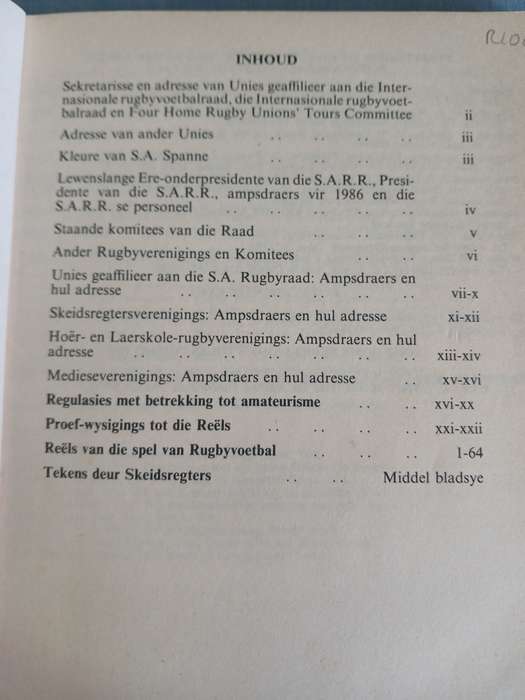 INHOUD
Sekretarisse en adresse van Unies geaffilieer aan die Inter-
nasionale rugbyvoetbalraad, die Internasionale rugbyvoet-
balraad en Four Home Rugby Unions' Tours Committee ii
Adresse van ander Unies .. .. .. .. iii
Kleure van S.A. Spanne .. .. .. .. iii
Lewenslange Ere-onderpresidente van die S.A.R.R., Presi-
dente van die S.A.R.R., ampsdraers vir 1986 en die
S.A.R.R. se personeel .. .. .. .. .. iv
Staande komitees van die Raad .. .. .. v
Ander Rugbyverenigings en Komitees .. .. vi
Unies geaffilieer aan die S.A. Rugbyraad: Ampsdraers en
hul adresse .. .. .. .. .. .. vii-x
Skeidsregtersverenigings: Ampsdraers en hul adresse xi-xii
Hoër- en Laerskole-rugbyverenigings: Ampsdraers en hul
adresse .. .. .. .. .. .. .. xiii-xiv
Medieseverenigings: Ampsdraers en hul adresse .. xv-xvi
Regulasies met betrekking tot amateurisme .. .. xvi-xx
Proef-wysigings tot die Reëls .. .. .. .. xxi-xxii
Reëls van die spel van Rugbyvoetbal .. .. .. 1-64
Tekens deur Skeidsregters .. .. Middel bladsye